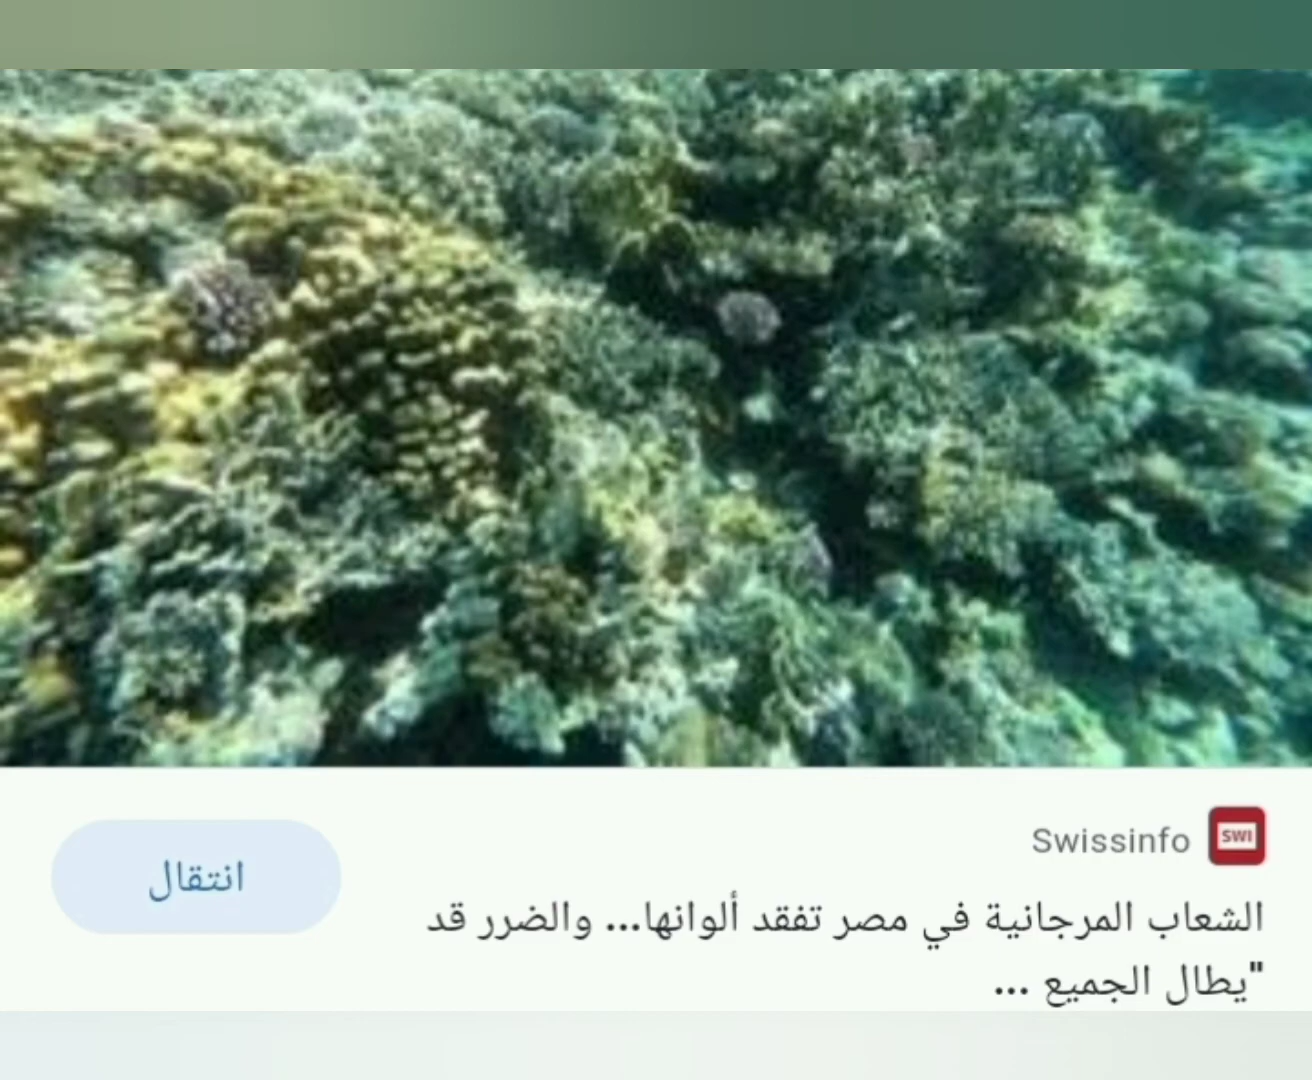 SWI
Swissinfo
انتقال
الشعاب المرجانية في مصر تفقد ألوانها... والضرر قد
"يطال الجميع ...